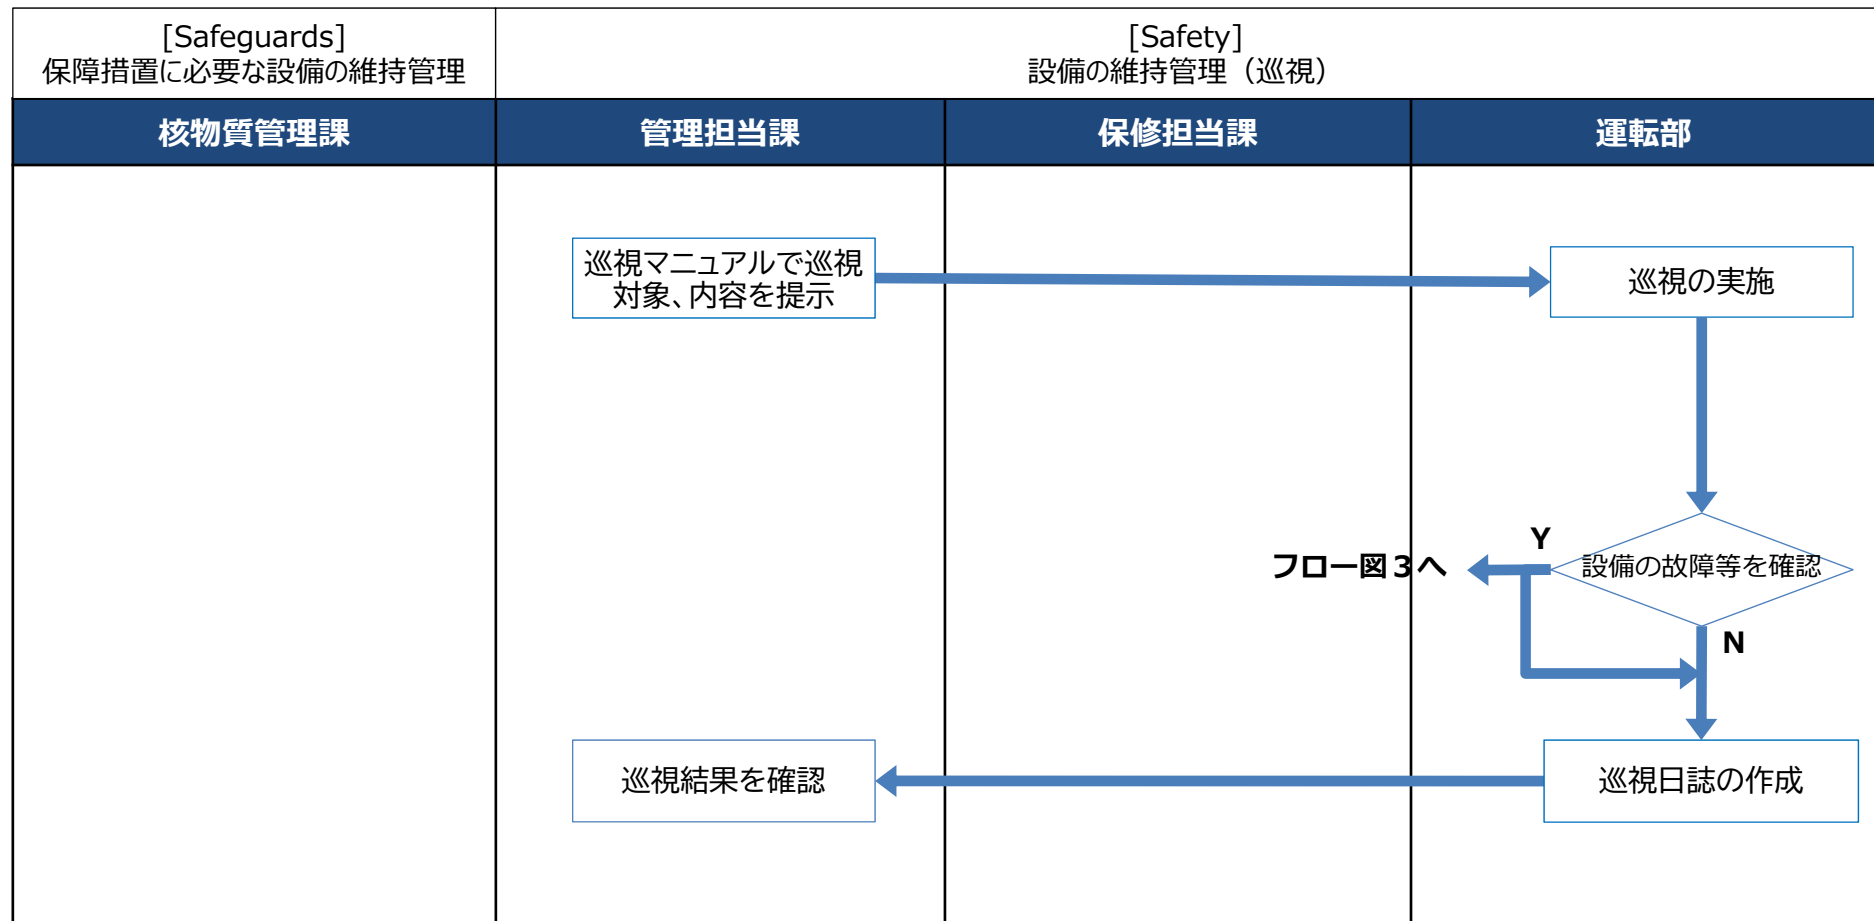 [Safeguards]
保障措置に必要な設備の維持管理
[Safety]
設備の維持管理（巡視）
核物質管理課
管理担当課
保修担当課
運転部
巡視マニュアルで巡視
対象、内容を提示
巡視の実施
Y
設備の故障等を確認
フロー図３へ
N
巡視結果を確認
巡視日誌の作成